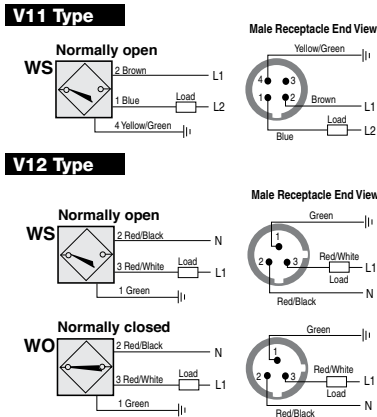 V11 Type
Male Receptacle End View
Normally open
WS
2 Brown
L1
1 Blue
Load
L2
4 Yellow/Green
Yellow/Green
4
3
1
2
Brown
L1
Load
L2
Blue
V12 Type
Male Receptacle End View
Normally open
WS
2 Red/Black
N
3 Red/White
Load
L1
1 Green
Green
1
2
3
Red/White
L1
Load
N
Red/Black
Normally closed
WO
2 Red/Black
N
3 Red/White
Load
L1
1 Green
Green
1
2
3
Red/White
L1
Load
N
Red/Black